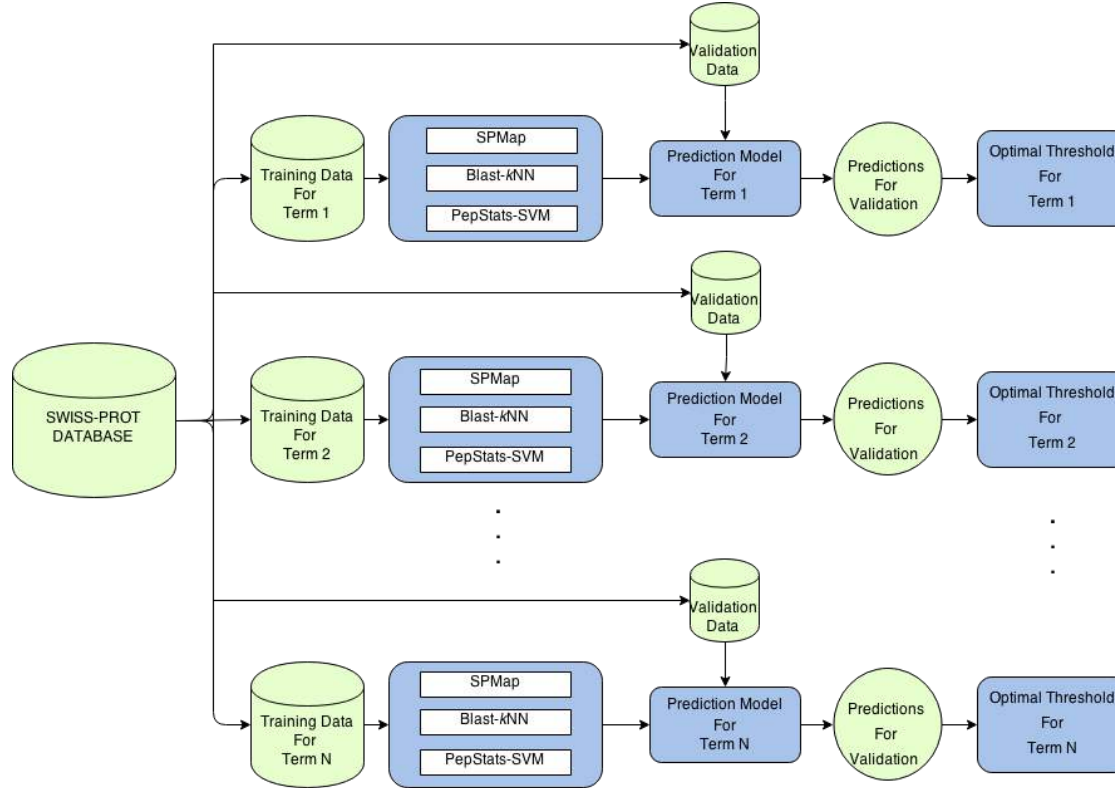 Validation
Data
Training Data
For
Term 1
SPMap
Blast-kNN
PepStats-SVM
Prediction Model
For
Term 1
Predictions
For
Validation
Optimal Threshold
For
Term 1
Validation
Data
SWISS-PROT
DATABASE
Training Data
For
Term 2
SPMap
Blast-kNN
PepStats-SVM
Prediction Model
For
Term 2
Predictions
For
Validation
Optimal Threshold
For
Term 2
Validation
Data
Training Data
For
Term N
SPMap
Blast-kNN
PepStats-SVM
Prediction Model
For
Term N
Predictions
For
Validation
Optimal Threshold
For
Term N